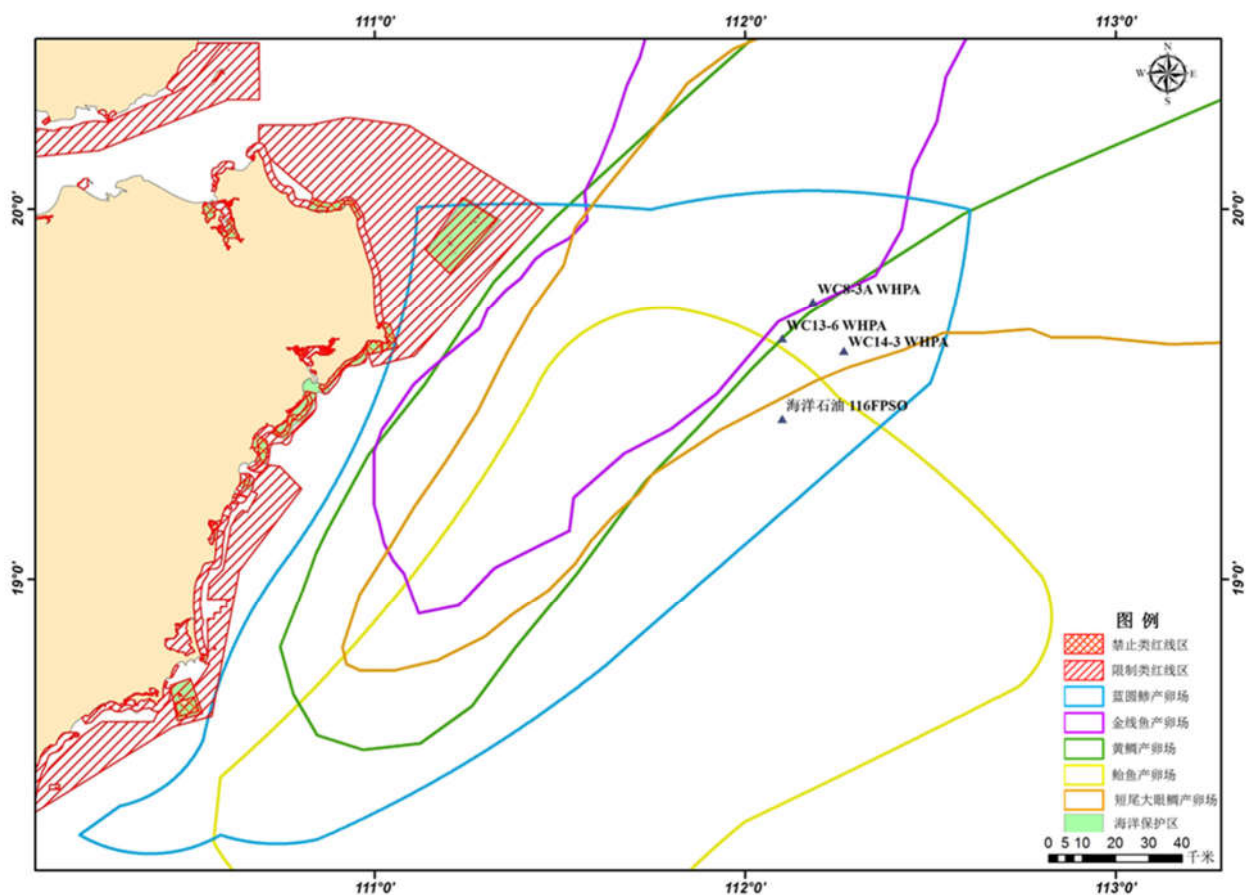 111°0' 112°0' 113°0'
N
W E
S
20°0' 20°0'
WC8-3A WHPA
WC13-6 WHPA
WC14-3 WHPA
海洋石油 116FPSO
19°0' 19°0'
图 例
禁止类红线区
限制类红线区
蓝圆鲹产卵场
金线鱼产卵场
黄鲷产卵场
鲐鱼产卵场
短尾大眼鲷产卵场
海洋保护区
0 5 10 20 30 40
千米
111°0' 112°0' 113°0'